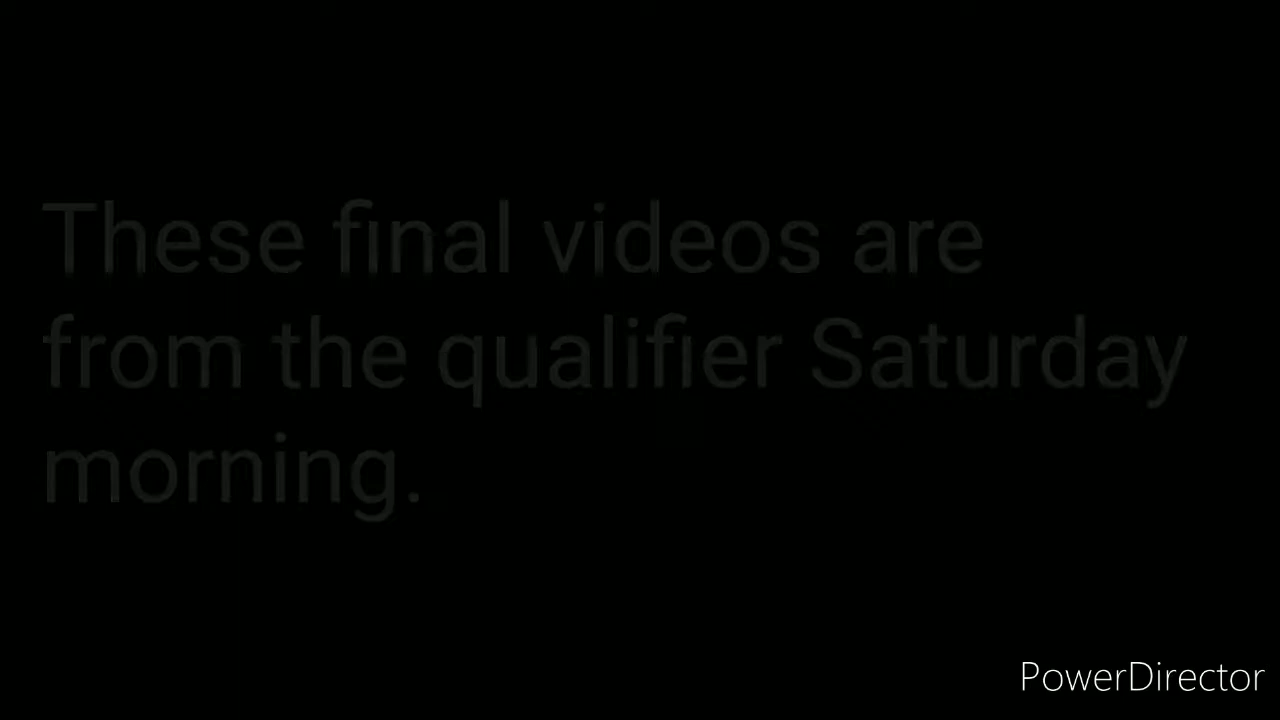 These final videos are
from the qualifier Saturday
morning.
PowerDirector